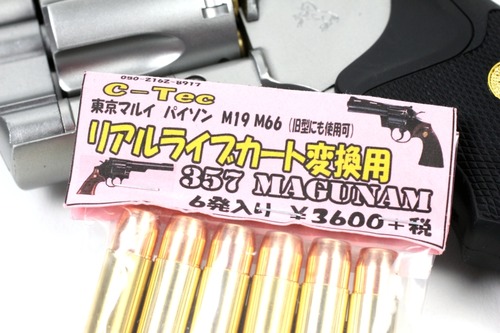 090-2162-8917
C-Tec
東京マルイ パイソン M19 M66 (旧型にも使用可)
リアルライブカート変換用
357 MAGUNAM
6発入り ¥3600+税